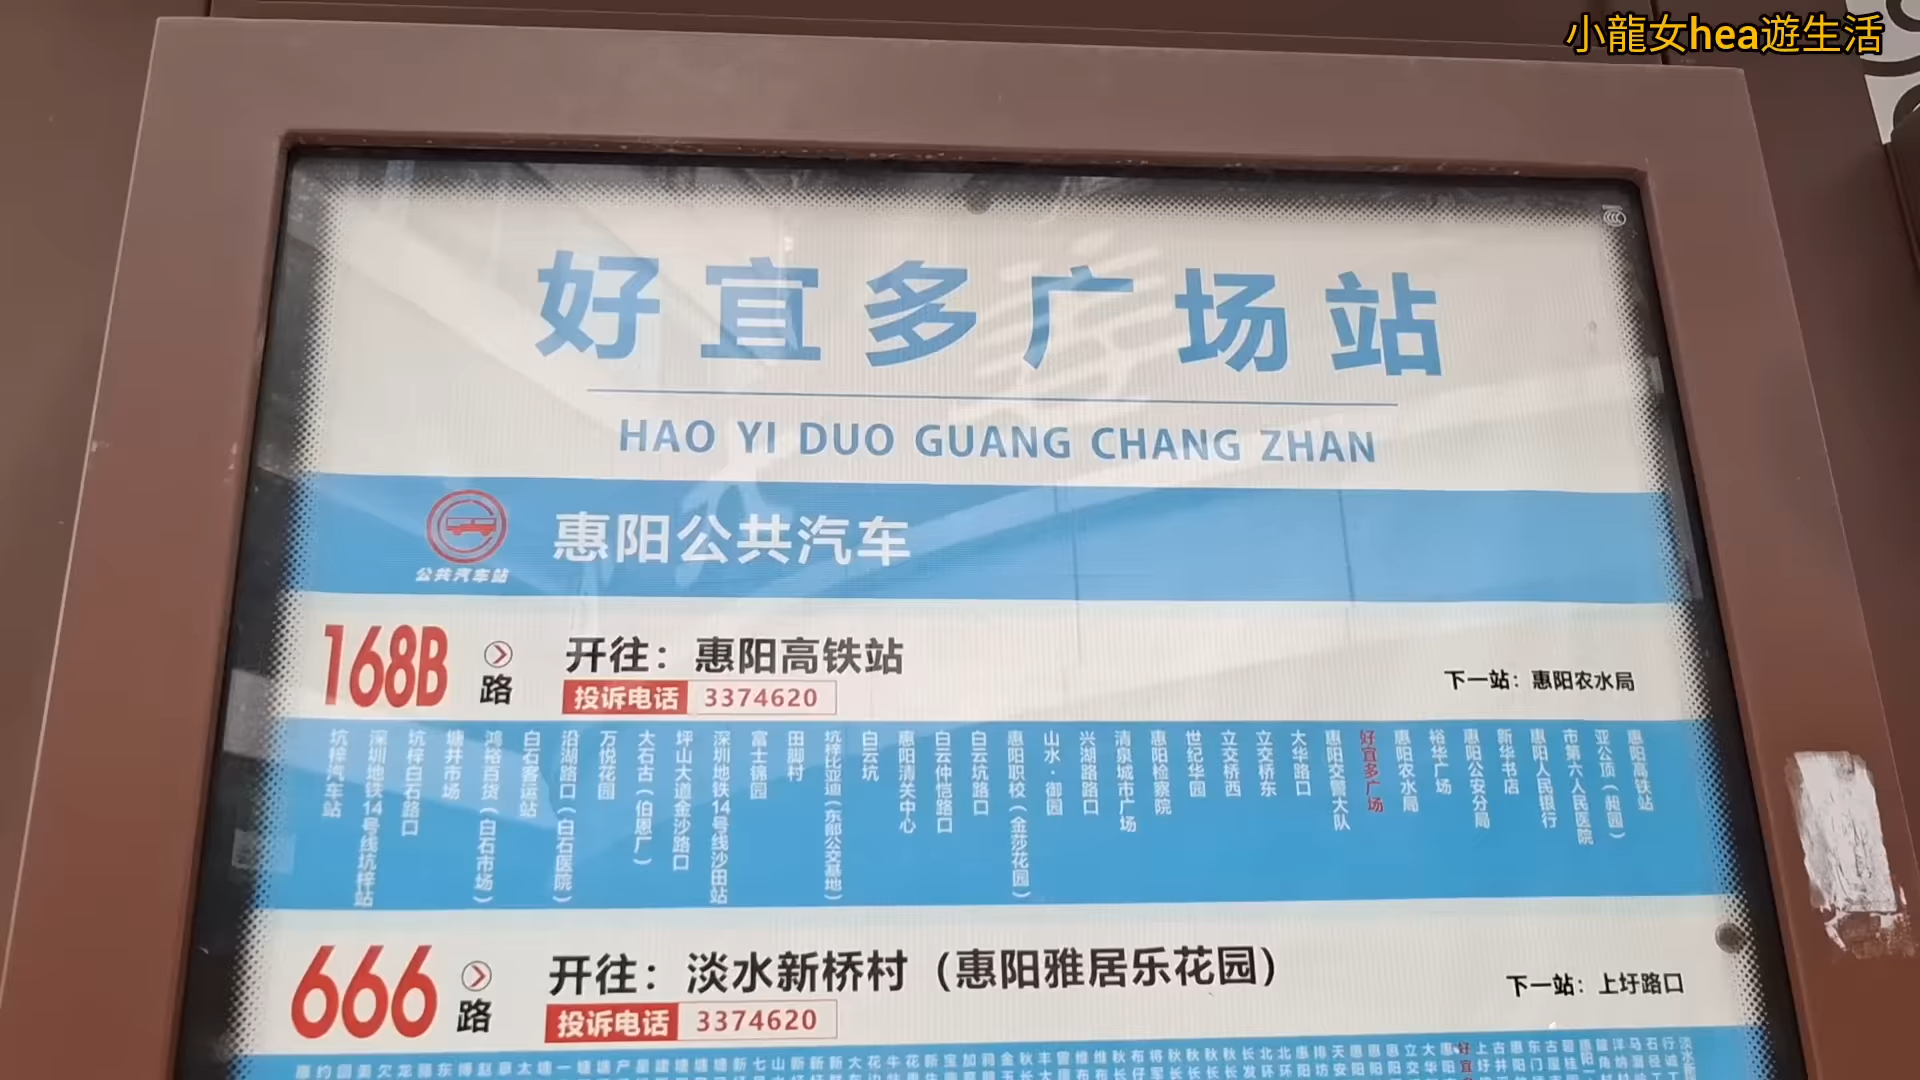 小龍女hea遊生活
好宜多广场站
HAO YI DUO GUANG CHANG ZHAN
公共汽车站
惠阳公共汽车
168B路
开往：惠阳高铁站
投诉电话 3374620
下一站：惠阳农水局
坑梓汽车站
深圳地铁14号线坑梓站
坑梓白石路口
塘井市场
鸿裕百货（白石市场）
白石客运站
沿湖路口（白石医院）
万悦花园
大石古（伯恩厂）
坪山大道金沙路口
深圳地铁14号线沙田站
富士锦园
田脚村
坑梓比亚迪（东部公交基地）
白云坑
惠阳清关中心
白云仲恺路口
白云坑路口
惠阳职校（金莎花园）
山水·御园
兴湖路路口
清泉城市广场
惠阳检察院
世纪华园
立交桥西
立交桥东
大华路口
惠阳交警大队
好宜多广场
惠阳农水局
裕华广场
惠阳公安分局
新华书店
惠阳人民银行
市第六人民医院
亚公顶（昶园）
惠阳高铁站
666路
开往：淡水新桥村（惠阳雅居乐花园）
投诉电话 3374620
下一站：上圩路口